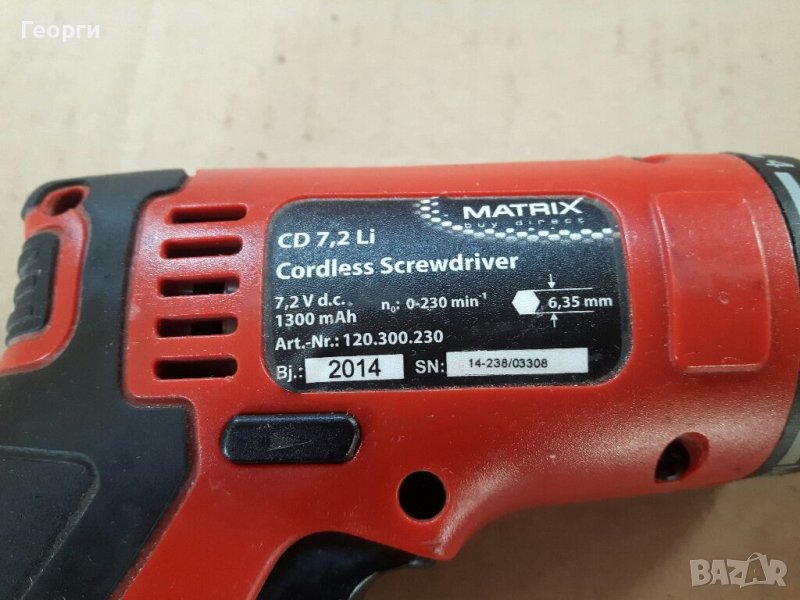 Георги
MATRIX
buy direct
CD 7,2 Li
Cordless Screwdriver
7,2 V d.c. n₀: 0-230 min⁻¹ 6,35 mm
1300 mAh
Art.-Nr.: 120.300.230
Bj.: 2014 SN: 14-238/03308
BAZAR